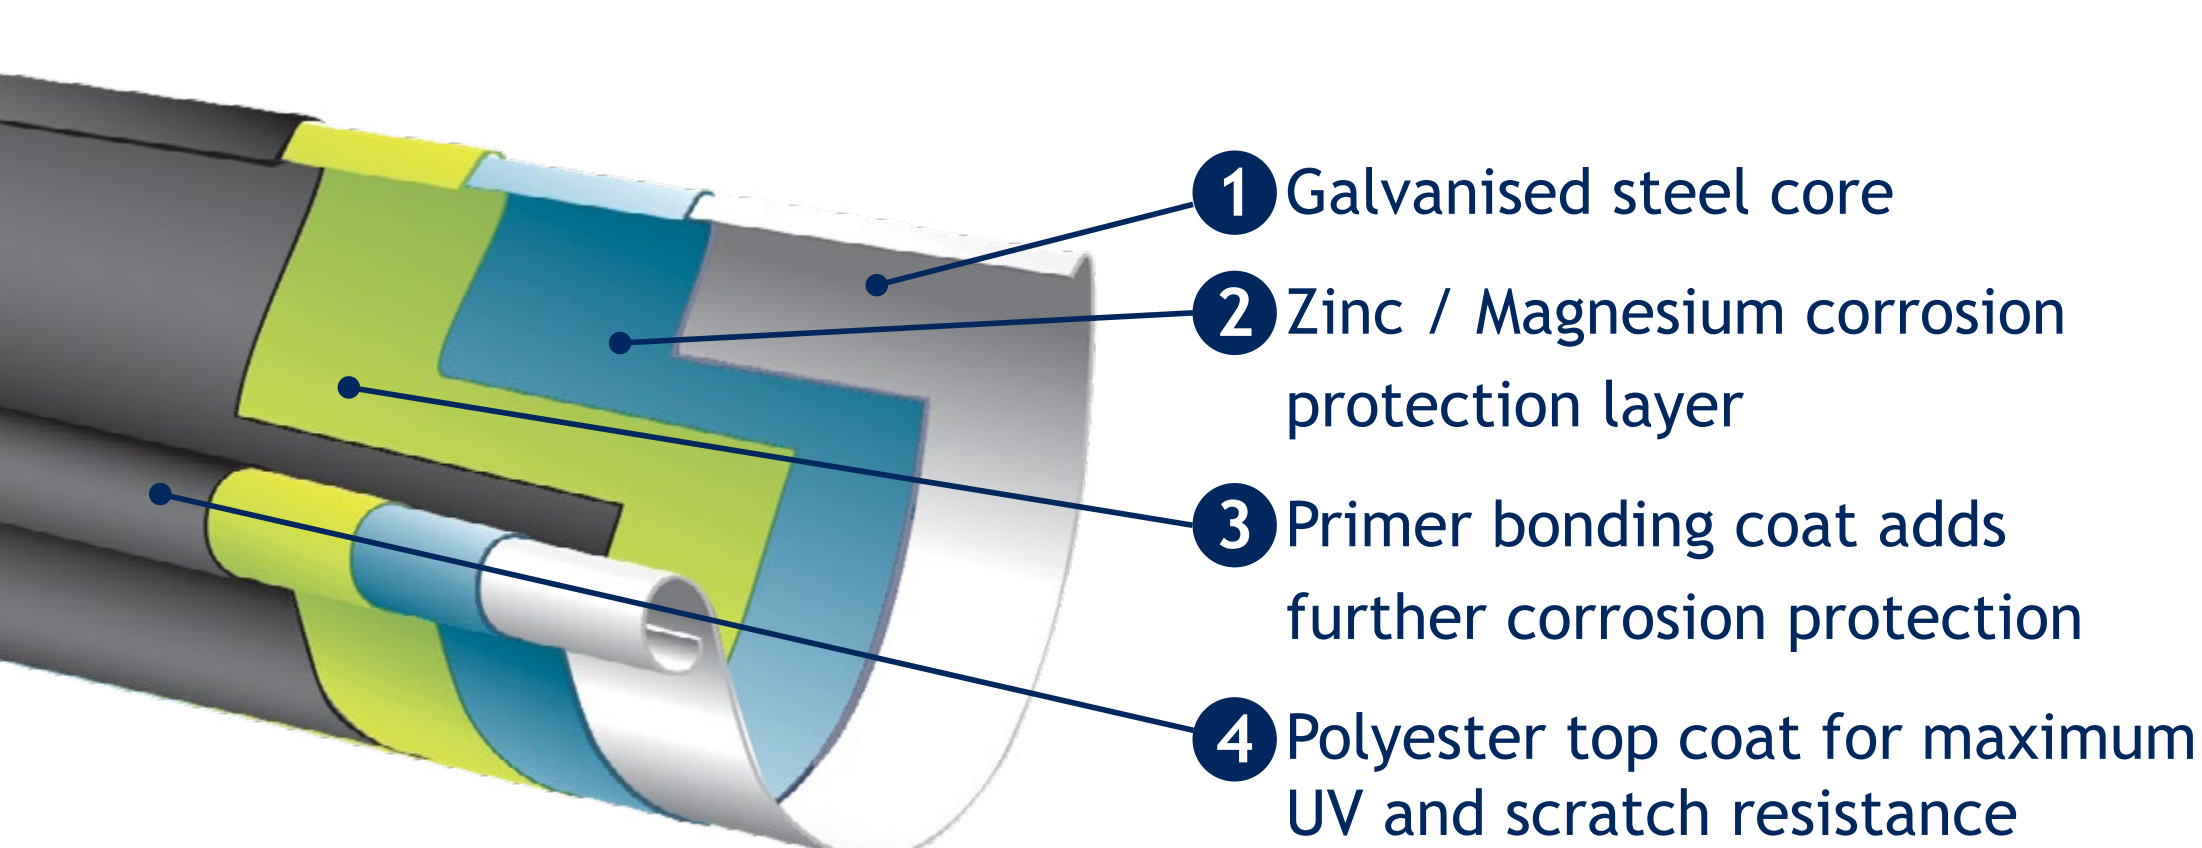 1 Galvanised steel core
2 Zinc / Magnesium corrosion
protection layer
3 Primer bonding coat adds
further corrosion protection
4 Polyester top coat for maximum
UV and scratch resistance